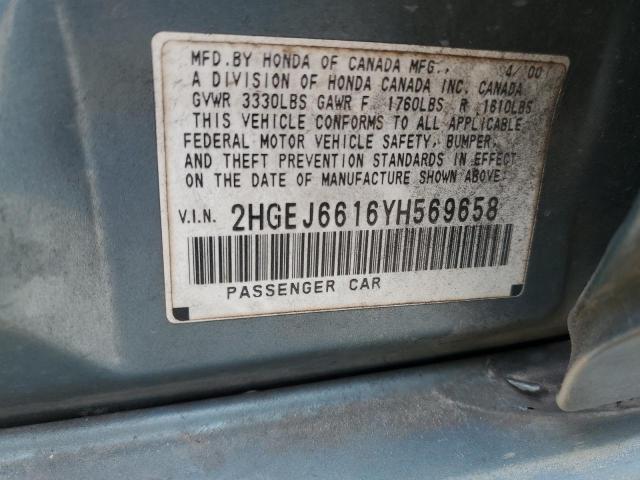 MFD.BY HONDA OF CANADA MFG., 4/00
A DIVISION OF HONDA CANADA INC. CANADA
GVWR 3330LBS GAWR F 1760LBS R 1610LBS
THIS VEHICLE CONFORMS TO ALL APPLICABLE
FEDERAL MOTOR VEHICLE SAFETY, BUMPER,
AND THEFT PREVENTION STANDARDS IN EFFECT
ON THE DATE OF MANUFACTURE SHOWN ABOVE.
V.I.N. 2HGEJ6616YH569658
PASSENGER CAR